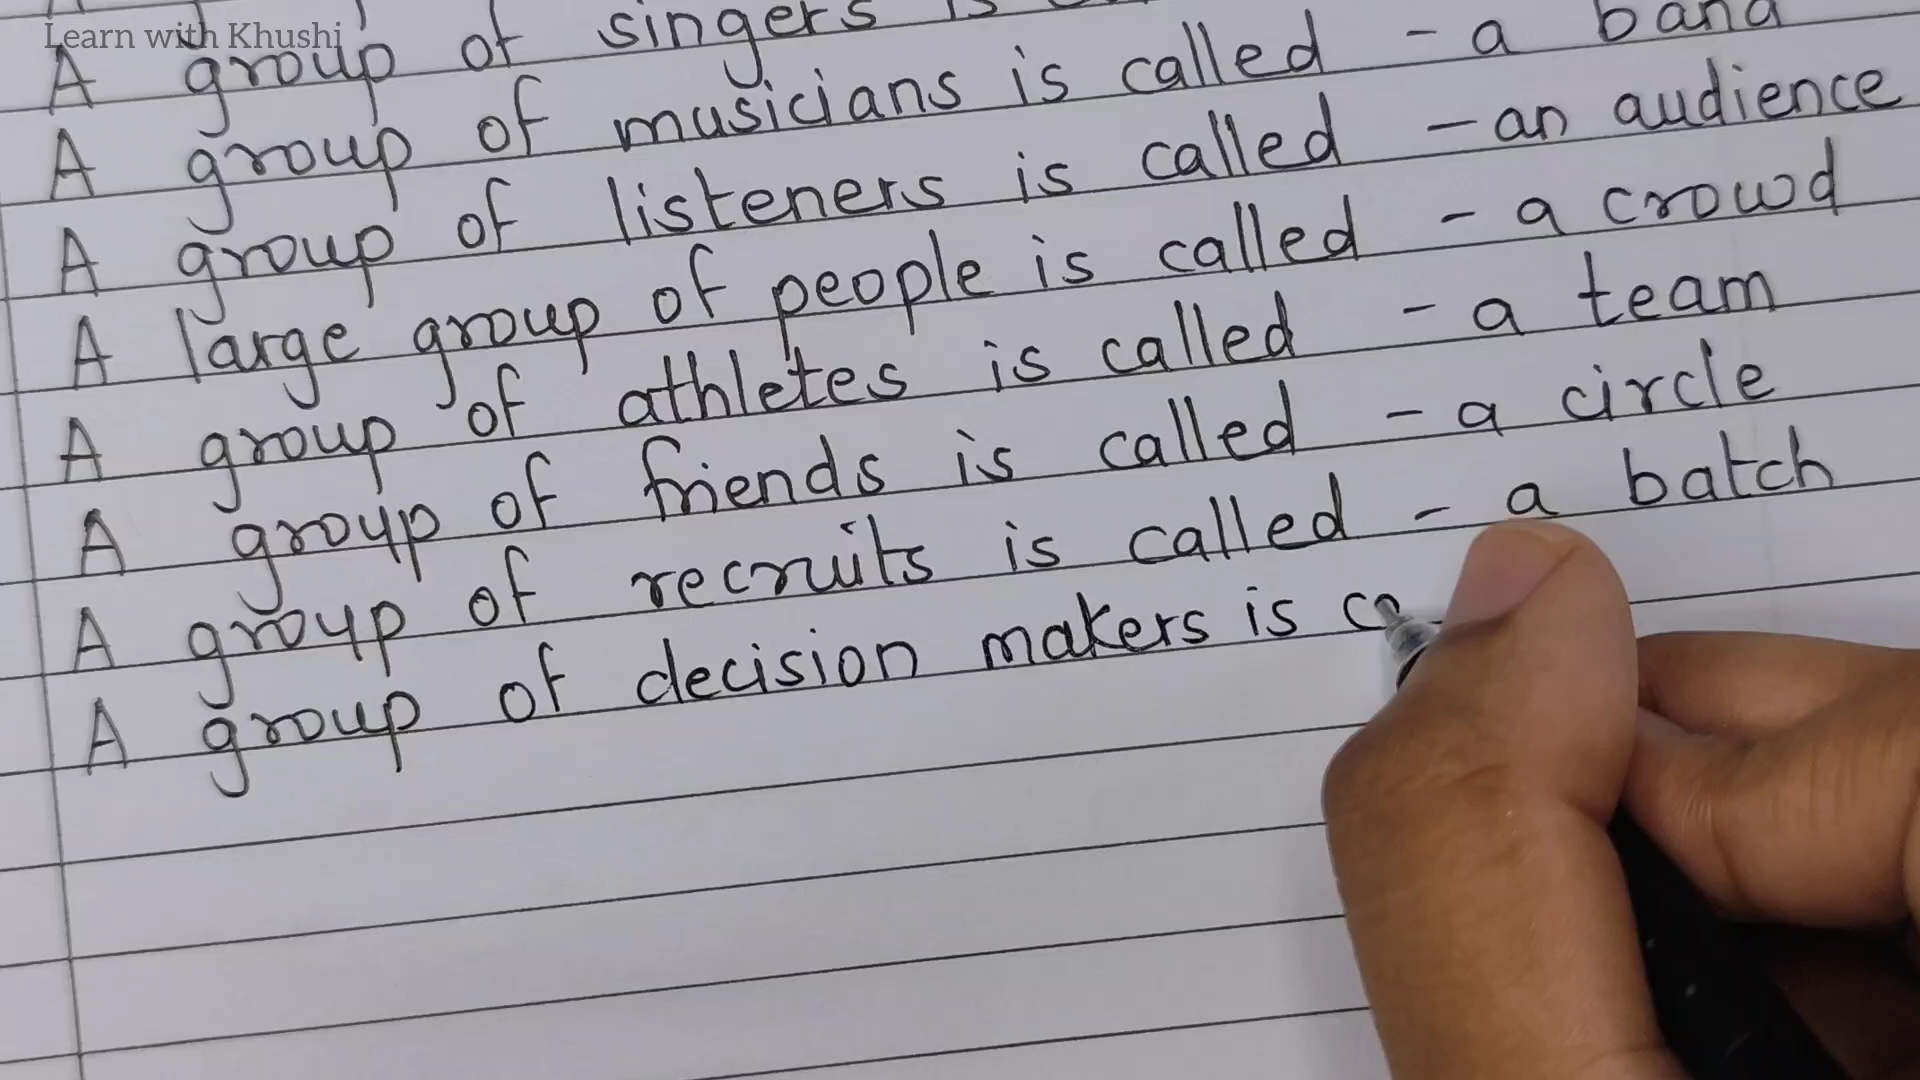 Learn with Khushi
A group of singers is
A group of musicians is called - a band
A group of listeners is called - an audience
A large group of people is called - a crowd
A group of athletes is called - a team
A group of friends is called - a circle
A group of recruits is called - a batch
A group of decision makers is ca